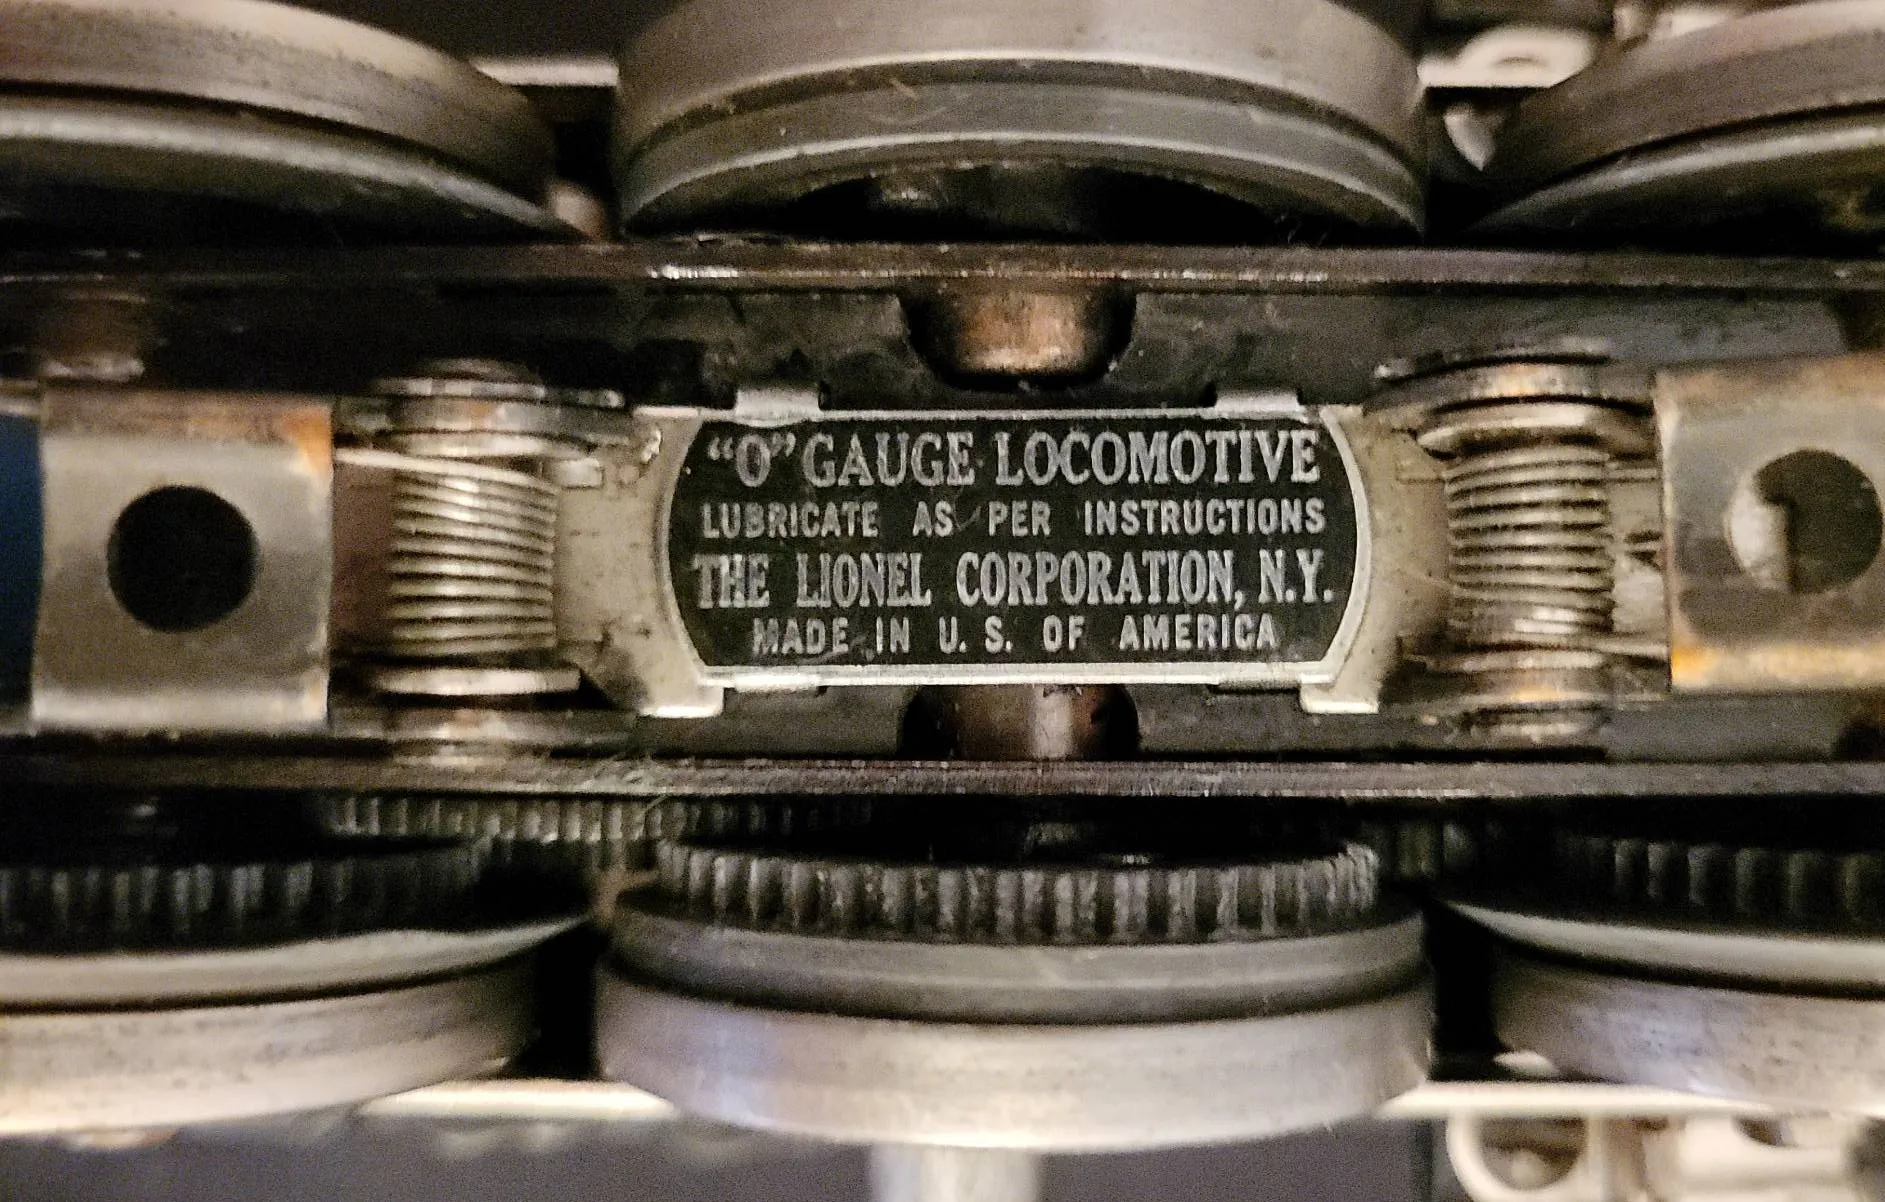 “O” GAUGE LOCOMOTIVE
LUBRICATE AS PER INSTRUCTIONS
THE LIONEL CORPORATION, N.Y.
MADE IN U. S. OF AMERICA